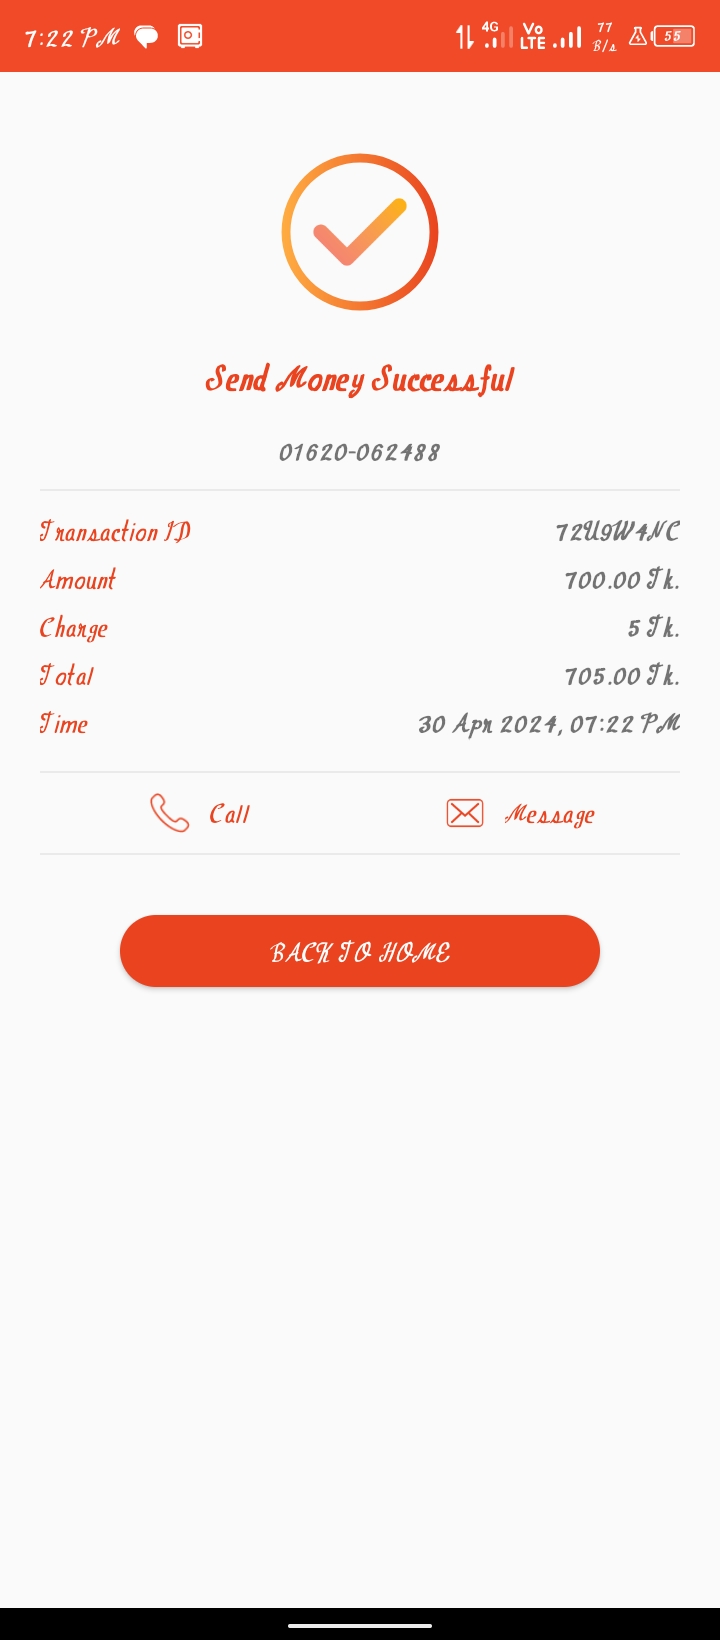 7:22 PM 4G Vo LTE 77 B/s 55
Send Money Successful
01620-062488
Transaction ID 72U9W4NC
Amount 700.00 Tk.
Charge 5 Tk.
Total 705.00 Tk.
Time 30 Apr 2024, 07:22 PM
Call Message
BACK TO HOME